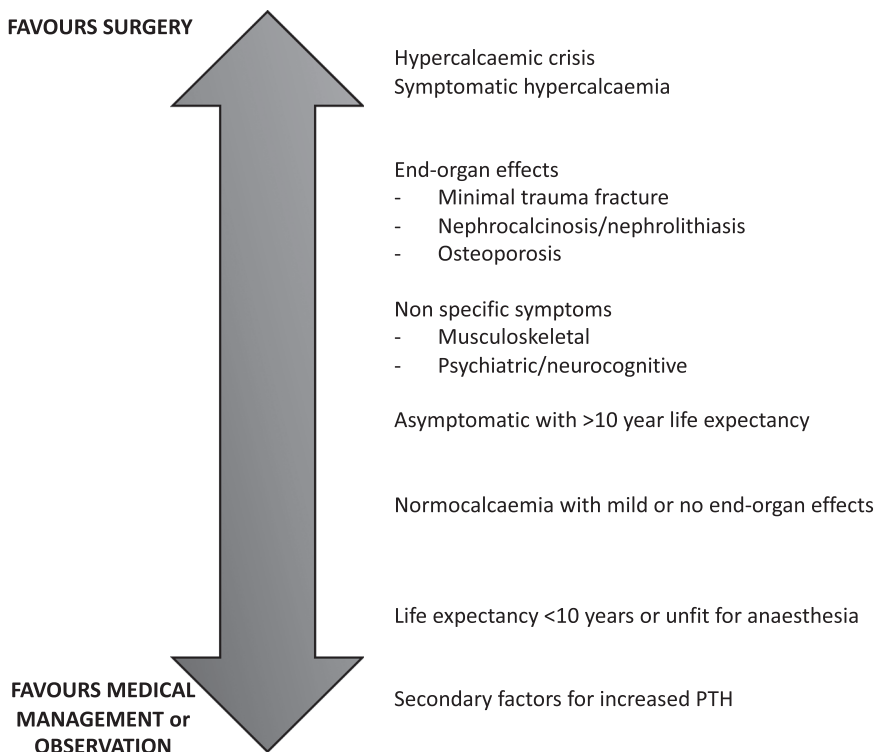 FAVOURS SURGERY
Hypercalcaemic crisis
Symptomatic hypercalcaemia
End-organ effects
- Minimal trauma fracture
- Nephrocalcinosis/nephrolithiasis
- Osteoporosis
Non specific symptoms
- Musculoskeletal
- Psychiatric/neurocognitive
Asymptomatic with >10 year life expectancy
Normocalcaemia with mild or no end-organ effects
Life expectancy <10 years or unfit for anaesthesia
FAVOURS MEDICAL
MANAGEMENT or
OBSERVATION
Secondary factors for increased PTH